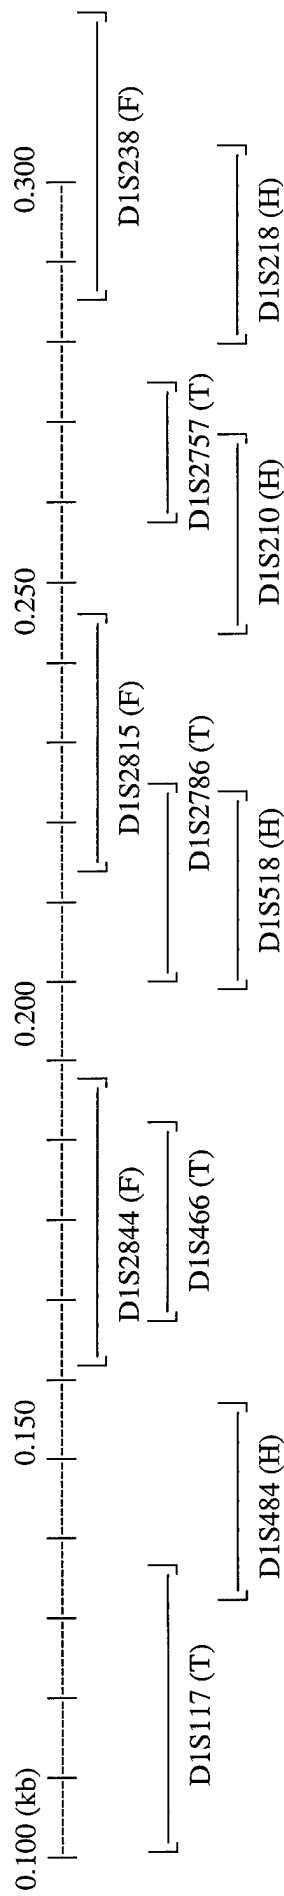 0.100 (kb)
0.150
0.200
0.250
0.300
D1S2844 (F)
D1S2815 (F)
D1S238 (F)
D1S117 (T)
D1S466 (T)
D1S2786 (T)
D1S2757 (T)
D1S484 (H)
D1S518 (H)
D1S210 (H)
D1S218 (H)